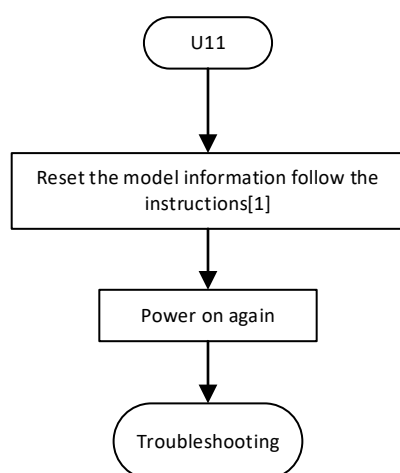 U11
Reset the model information follow the
instructions[1]
Power on again
Troubleshooting